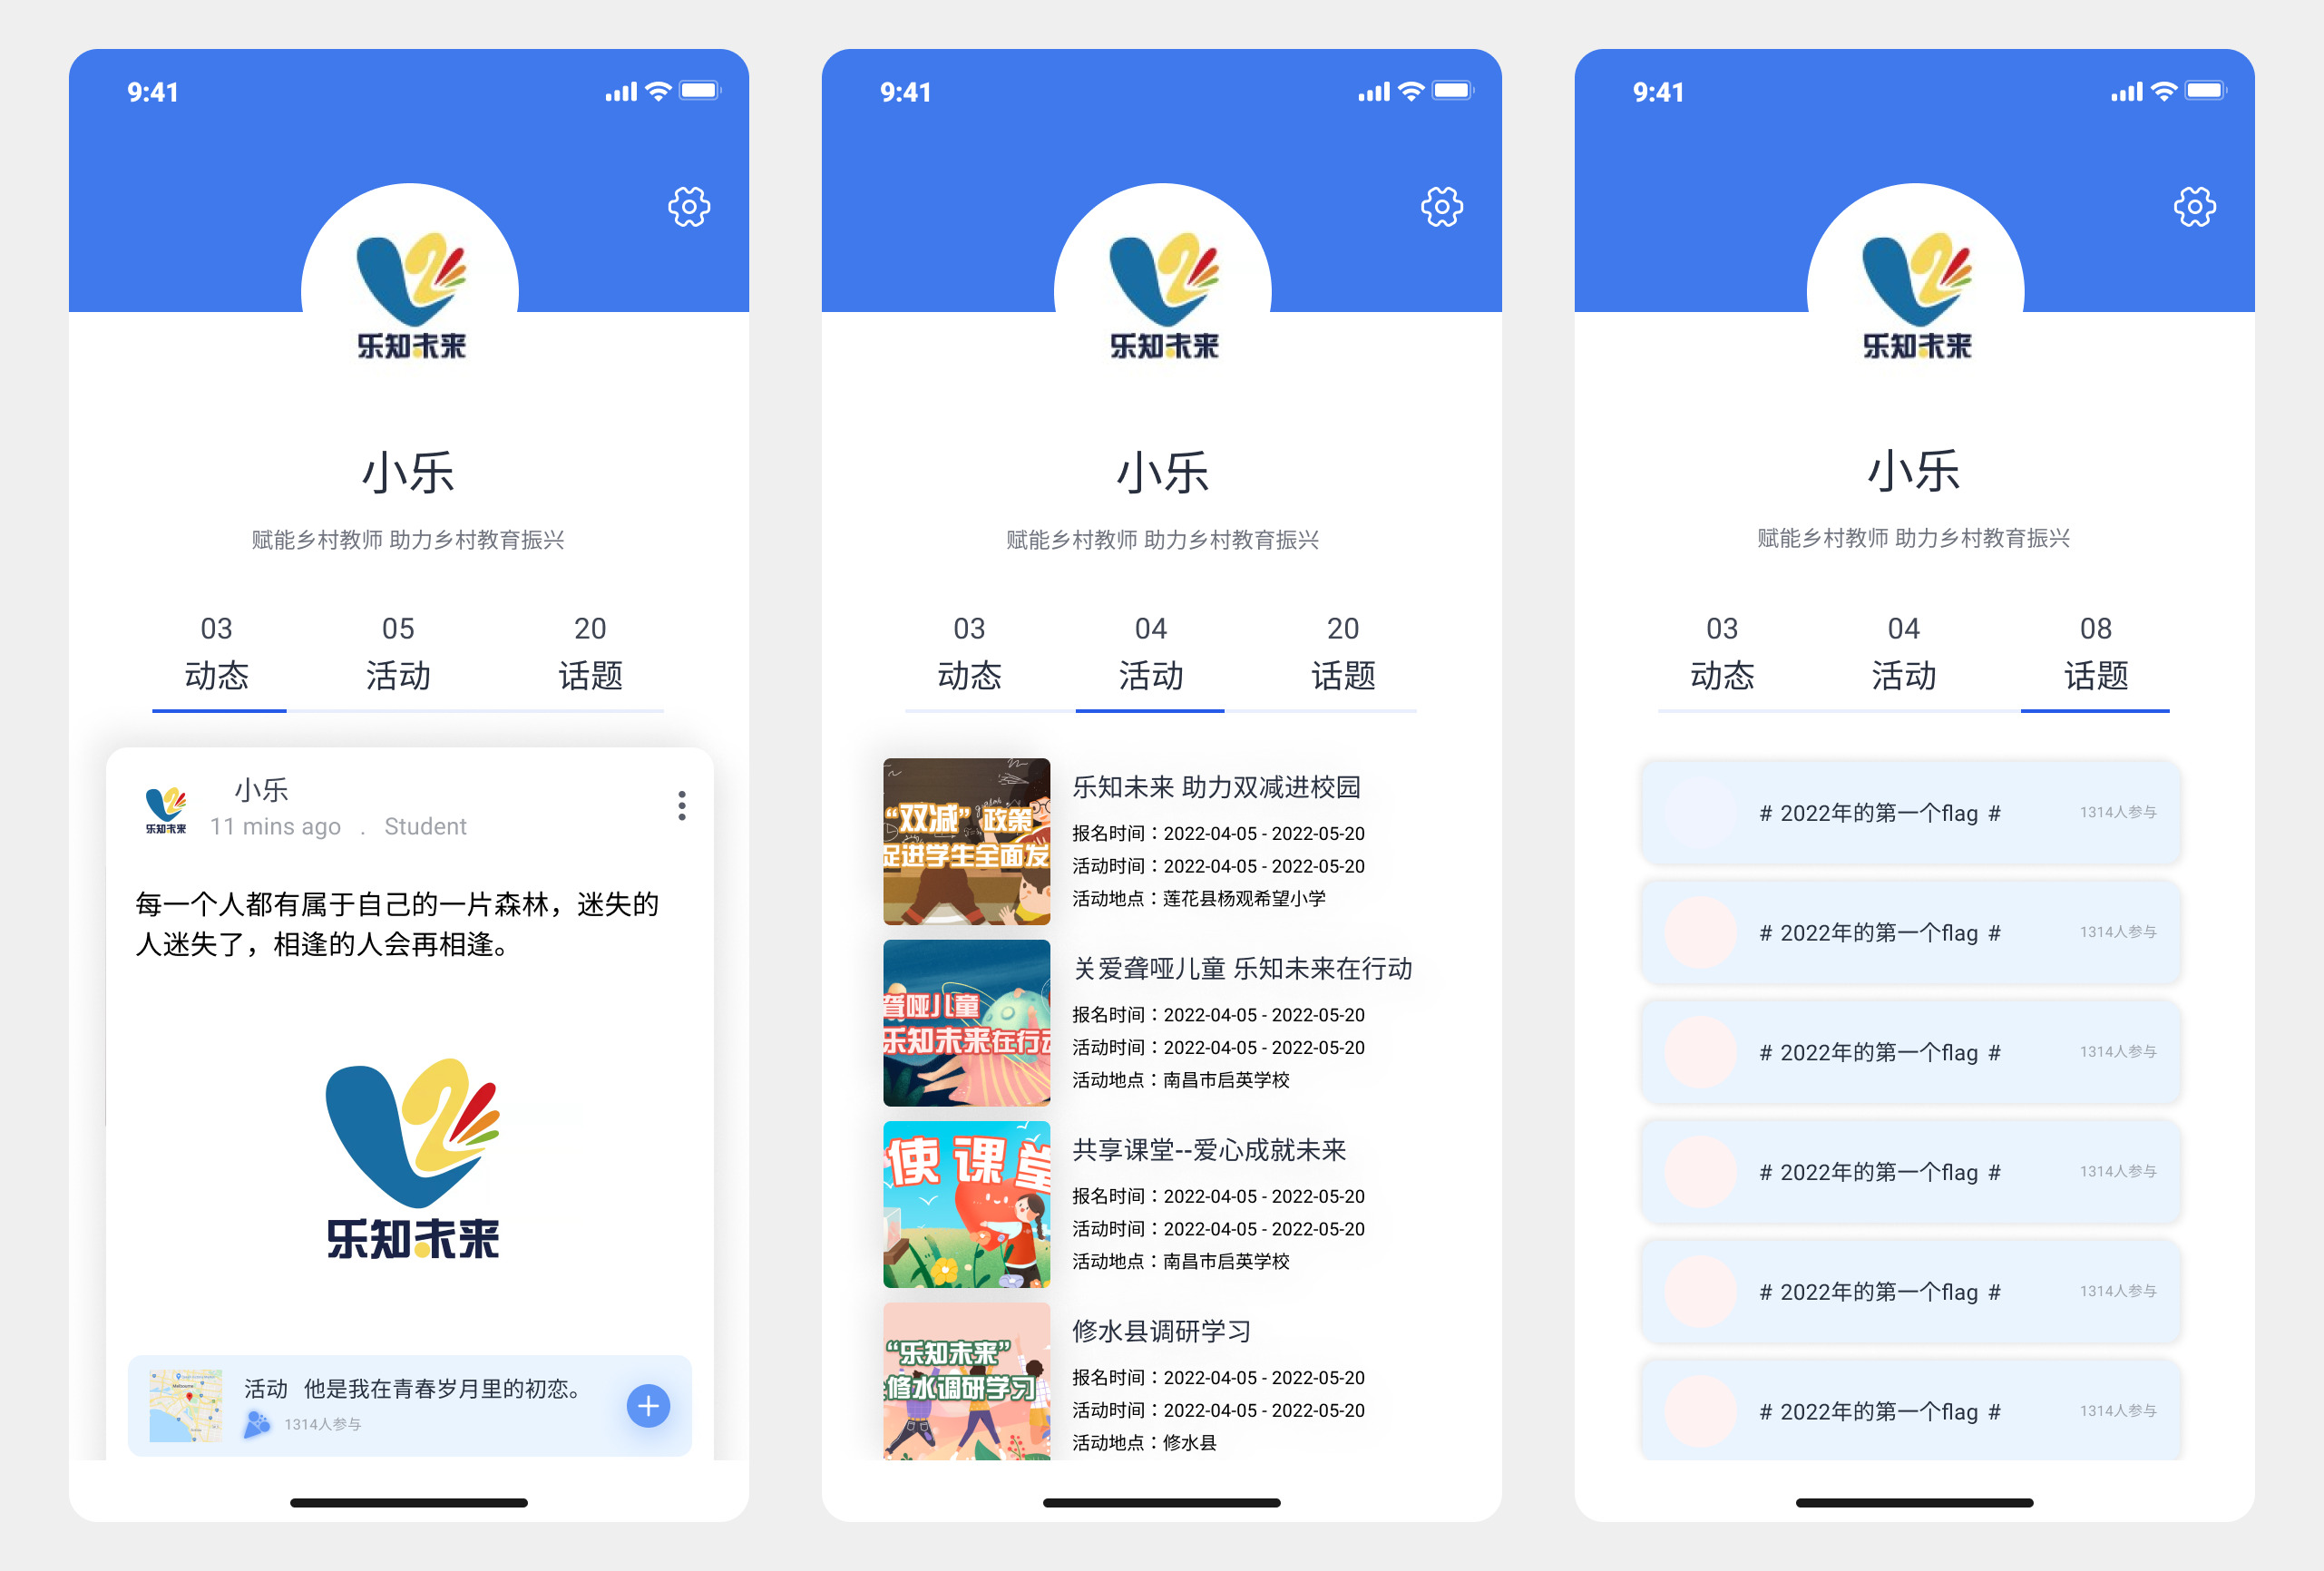 9:41
乐知未来
小乐
赋能乡村教师 助力乡村教育振兴
03
05
20
动态
活动
话题
小乐
11 mins ago . Student
每一个人都有属于自己的一片森林，迷失的
人迷失了，相逢的人会再相逢。
乐知未来
活动 他是我在青春岁月里的初恋。
1314人参与
9:41
乐知未来
小乐
赋能乡村教师 助力乡村教育振兴
03
04
20
动态
活动
话题
“双减”政策
足进学生全面发
乐知未来 助力双减进校园
报名时间：2022-04-05 - 2022-05-20
活动时间：2022-04-05 - 2022-05-20
活动地点：莲花县杨观希望小学
聋哑儿童
乐知未来在行动
关爱聋哑儿童 乐知未来在行动
报名时间：2022-04-05 - 2022-05-20
活动时间：2022-04-05 - 2022-05-20
活动地点：南昌市启英学校
使课堂
共享课堂--爱心成就未来
报名时间：2022-04-05 - 2022-05-20
活动时间：2022-04-05 - 2022-05-20
活动地点：南昌市启英学校
“乐知未来”
修水调研学习
修水县调研学习
报名时间：2022-04-05 - 2022-05-20
活动时间：2022-04-05 - 2022-05-20
活动地点：修水县
9:41
乐知未来
小乐
赋能乡村教师 助力乡村教育振兴
03
04
08
动态
活动
话题
# 2022年的第一个flag # 1314人参与
# 2022年的第一个flag # 1314人参与
# 2022年的第一个flag # 1314人参与
# 2022年的第一个flag # 1314人参与
# 2022年的第一个flag # 1314人参与
# 2022年的第一个flag # 1314人参与